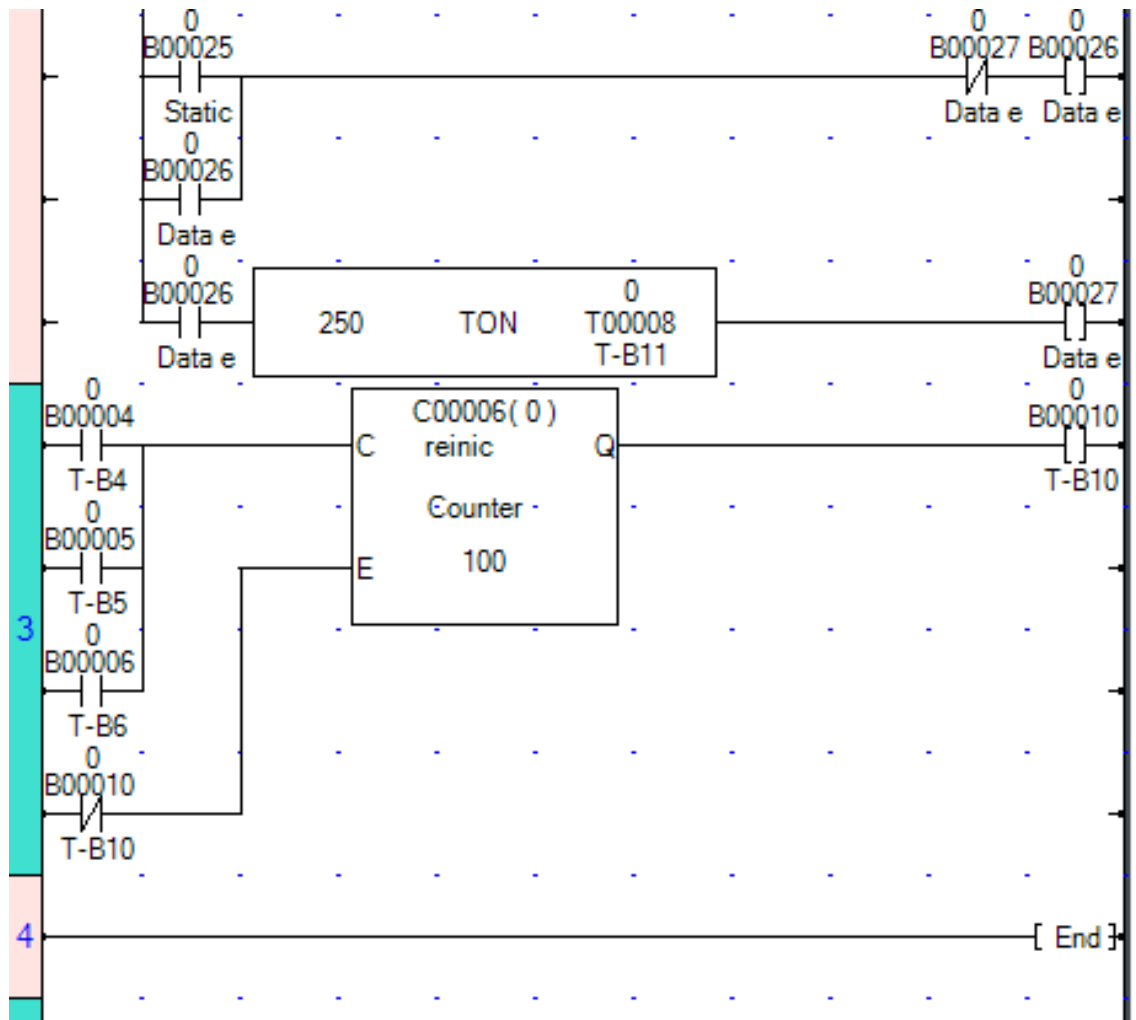 0 0 0
B00025 B00027 B00026
Static Data e Data e
0
B00026
Data e
0 0 0
B00026 250 TON T00008 B00027
Data e T-B11 Data e
0 C00006( 0 ) 0
B00004 B00010
C reinic Q
T-B4 T-B10
0 Counter
B00005
E 100
T-B5
3
0
B00006
T-B6
0
B00010
T-B10
4 [ End ]